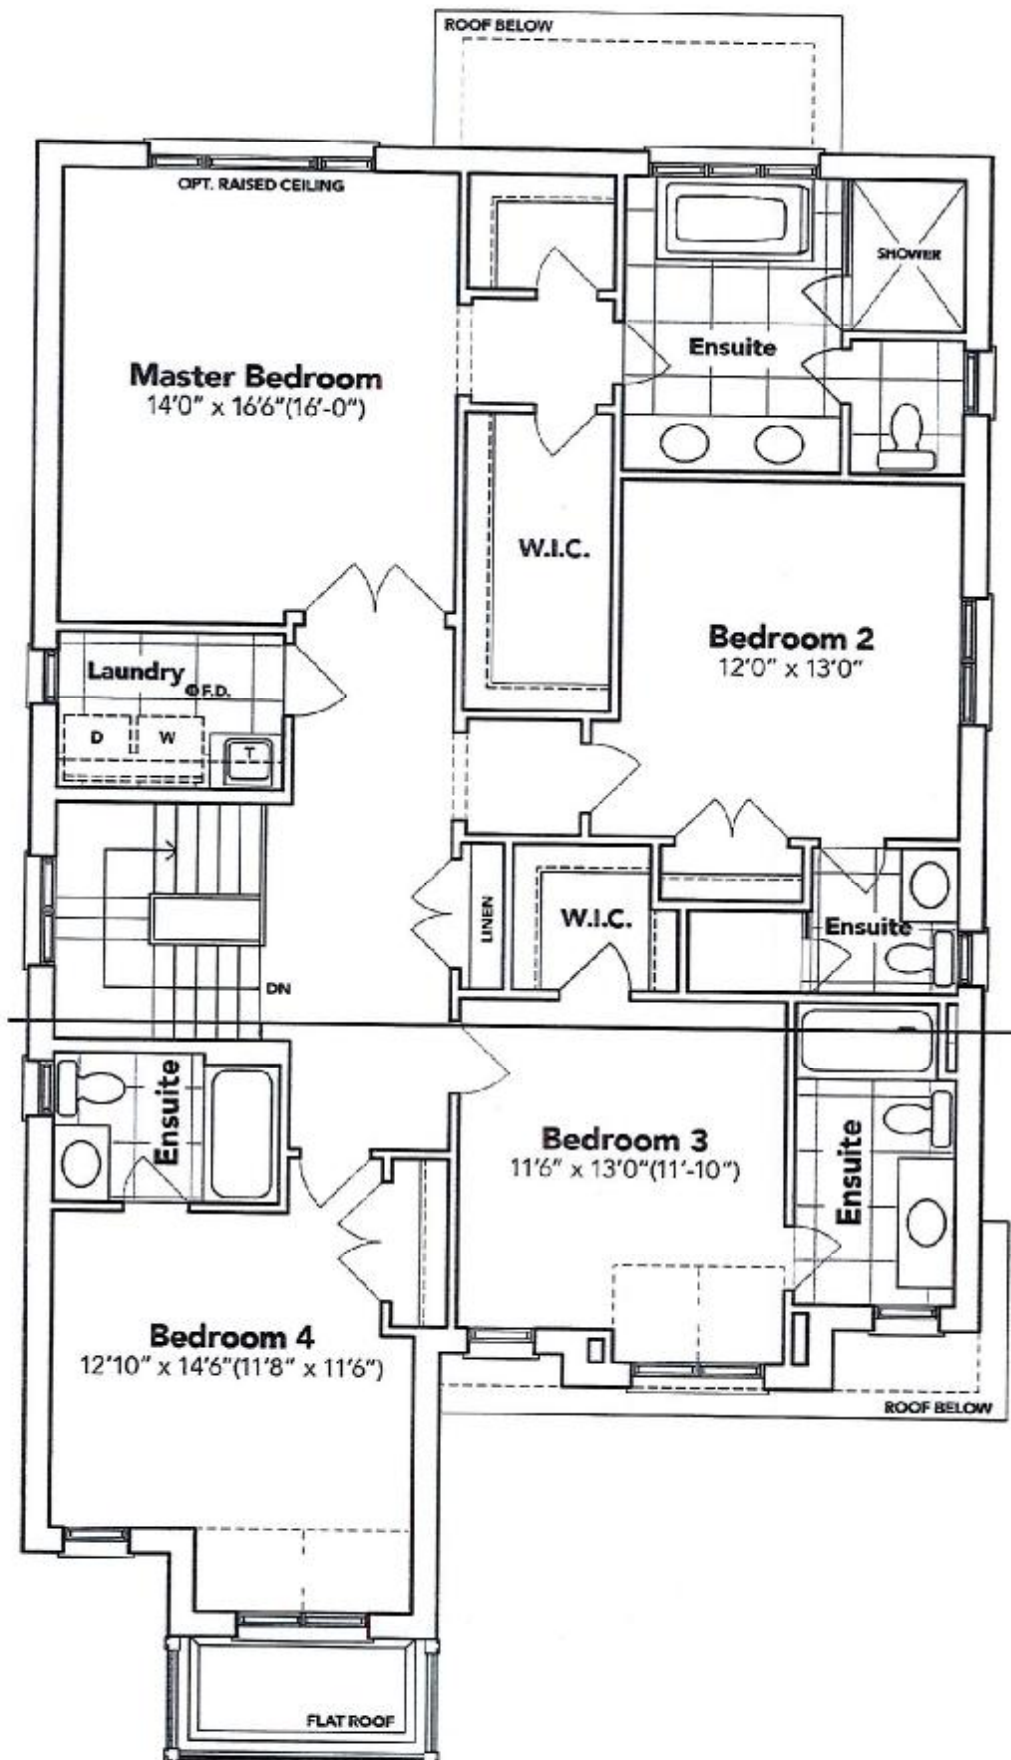 ROOF BELOW
OPT. RAISED CEILING
SHOWER
Ensuite
Master Bedroom
14'0" x 16'6"(16'-0")
W.I.C.
Bedroom 2
12'0" x 13'0"
Laundry
F.D.
D
W
T
LINEN
W.I.C.
Ensuite
DN
Ensuite
Bedroom 3
11'6" x 13'0"(11'-10")
Ensuite
Bedroom 4
12'10" x 14'6"(11'8" x 11'6")
ROOF BELOW
FLAT ROOF